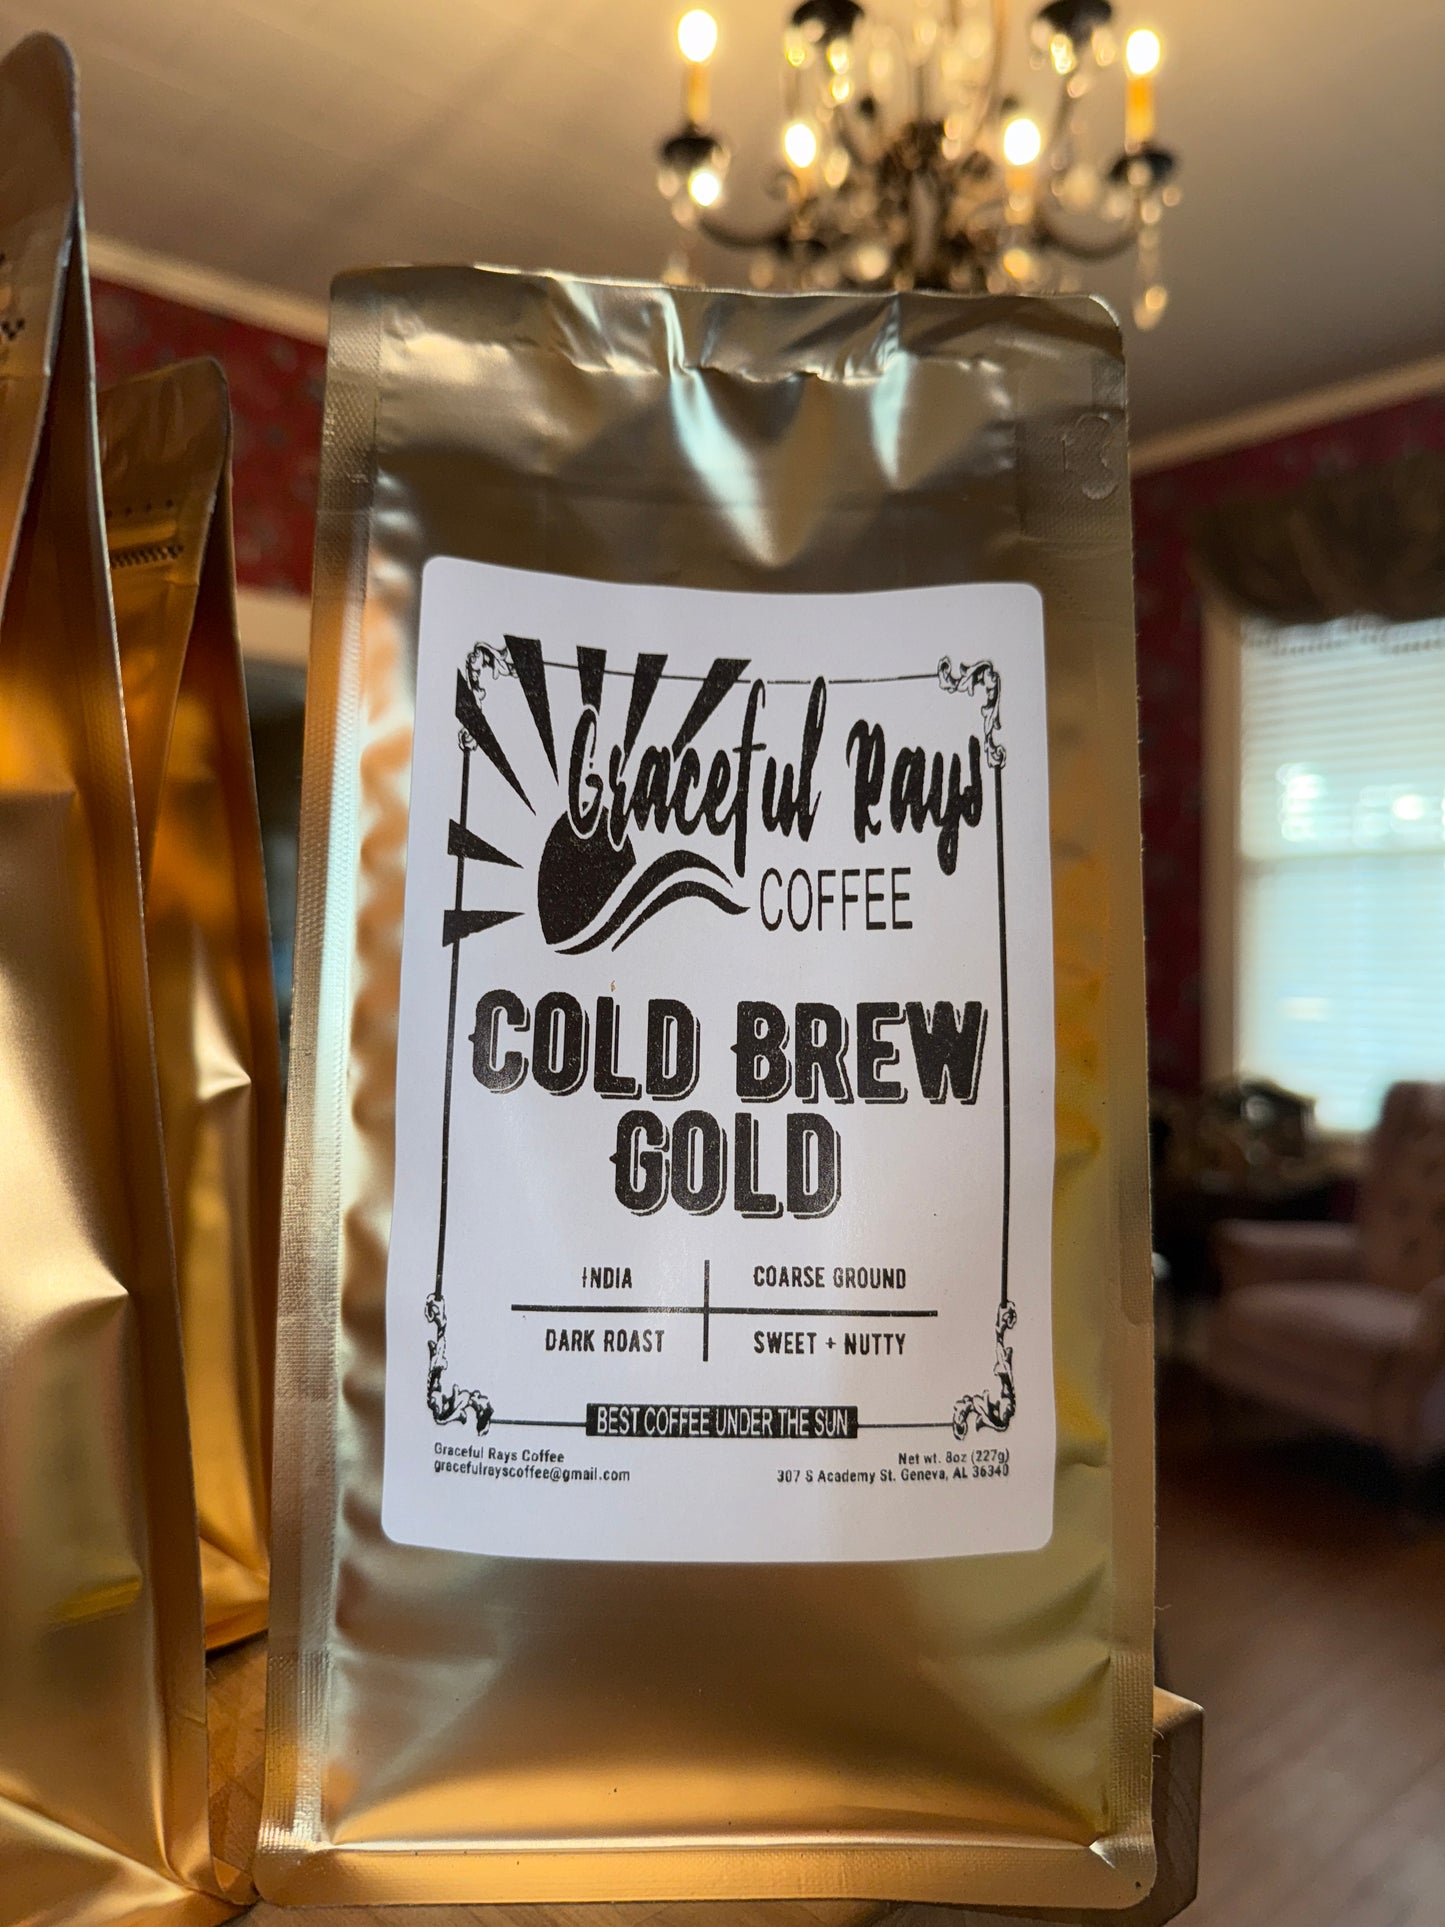 Graceful Rays
COFFEE
COLD BREW
GOLD
INDIA
COARSE GROUND
DARK ROAST
SWEET + NUTTY
BEST COFFEE UNDER THE SUN
Graceful Rays Coffee
gracefulrayscoffee@gmail.com
Net wt. 8oz (227g)
307 S Academy St. Geneva, AL 36340